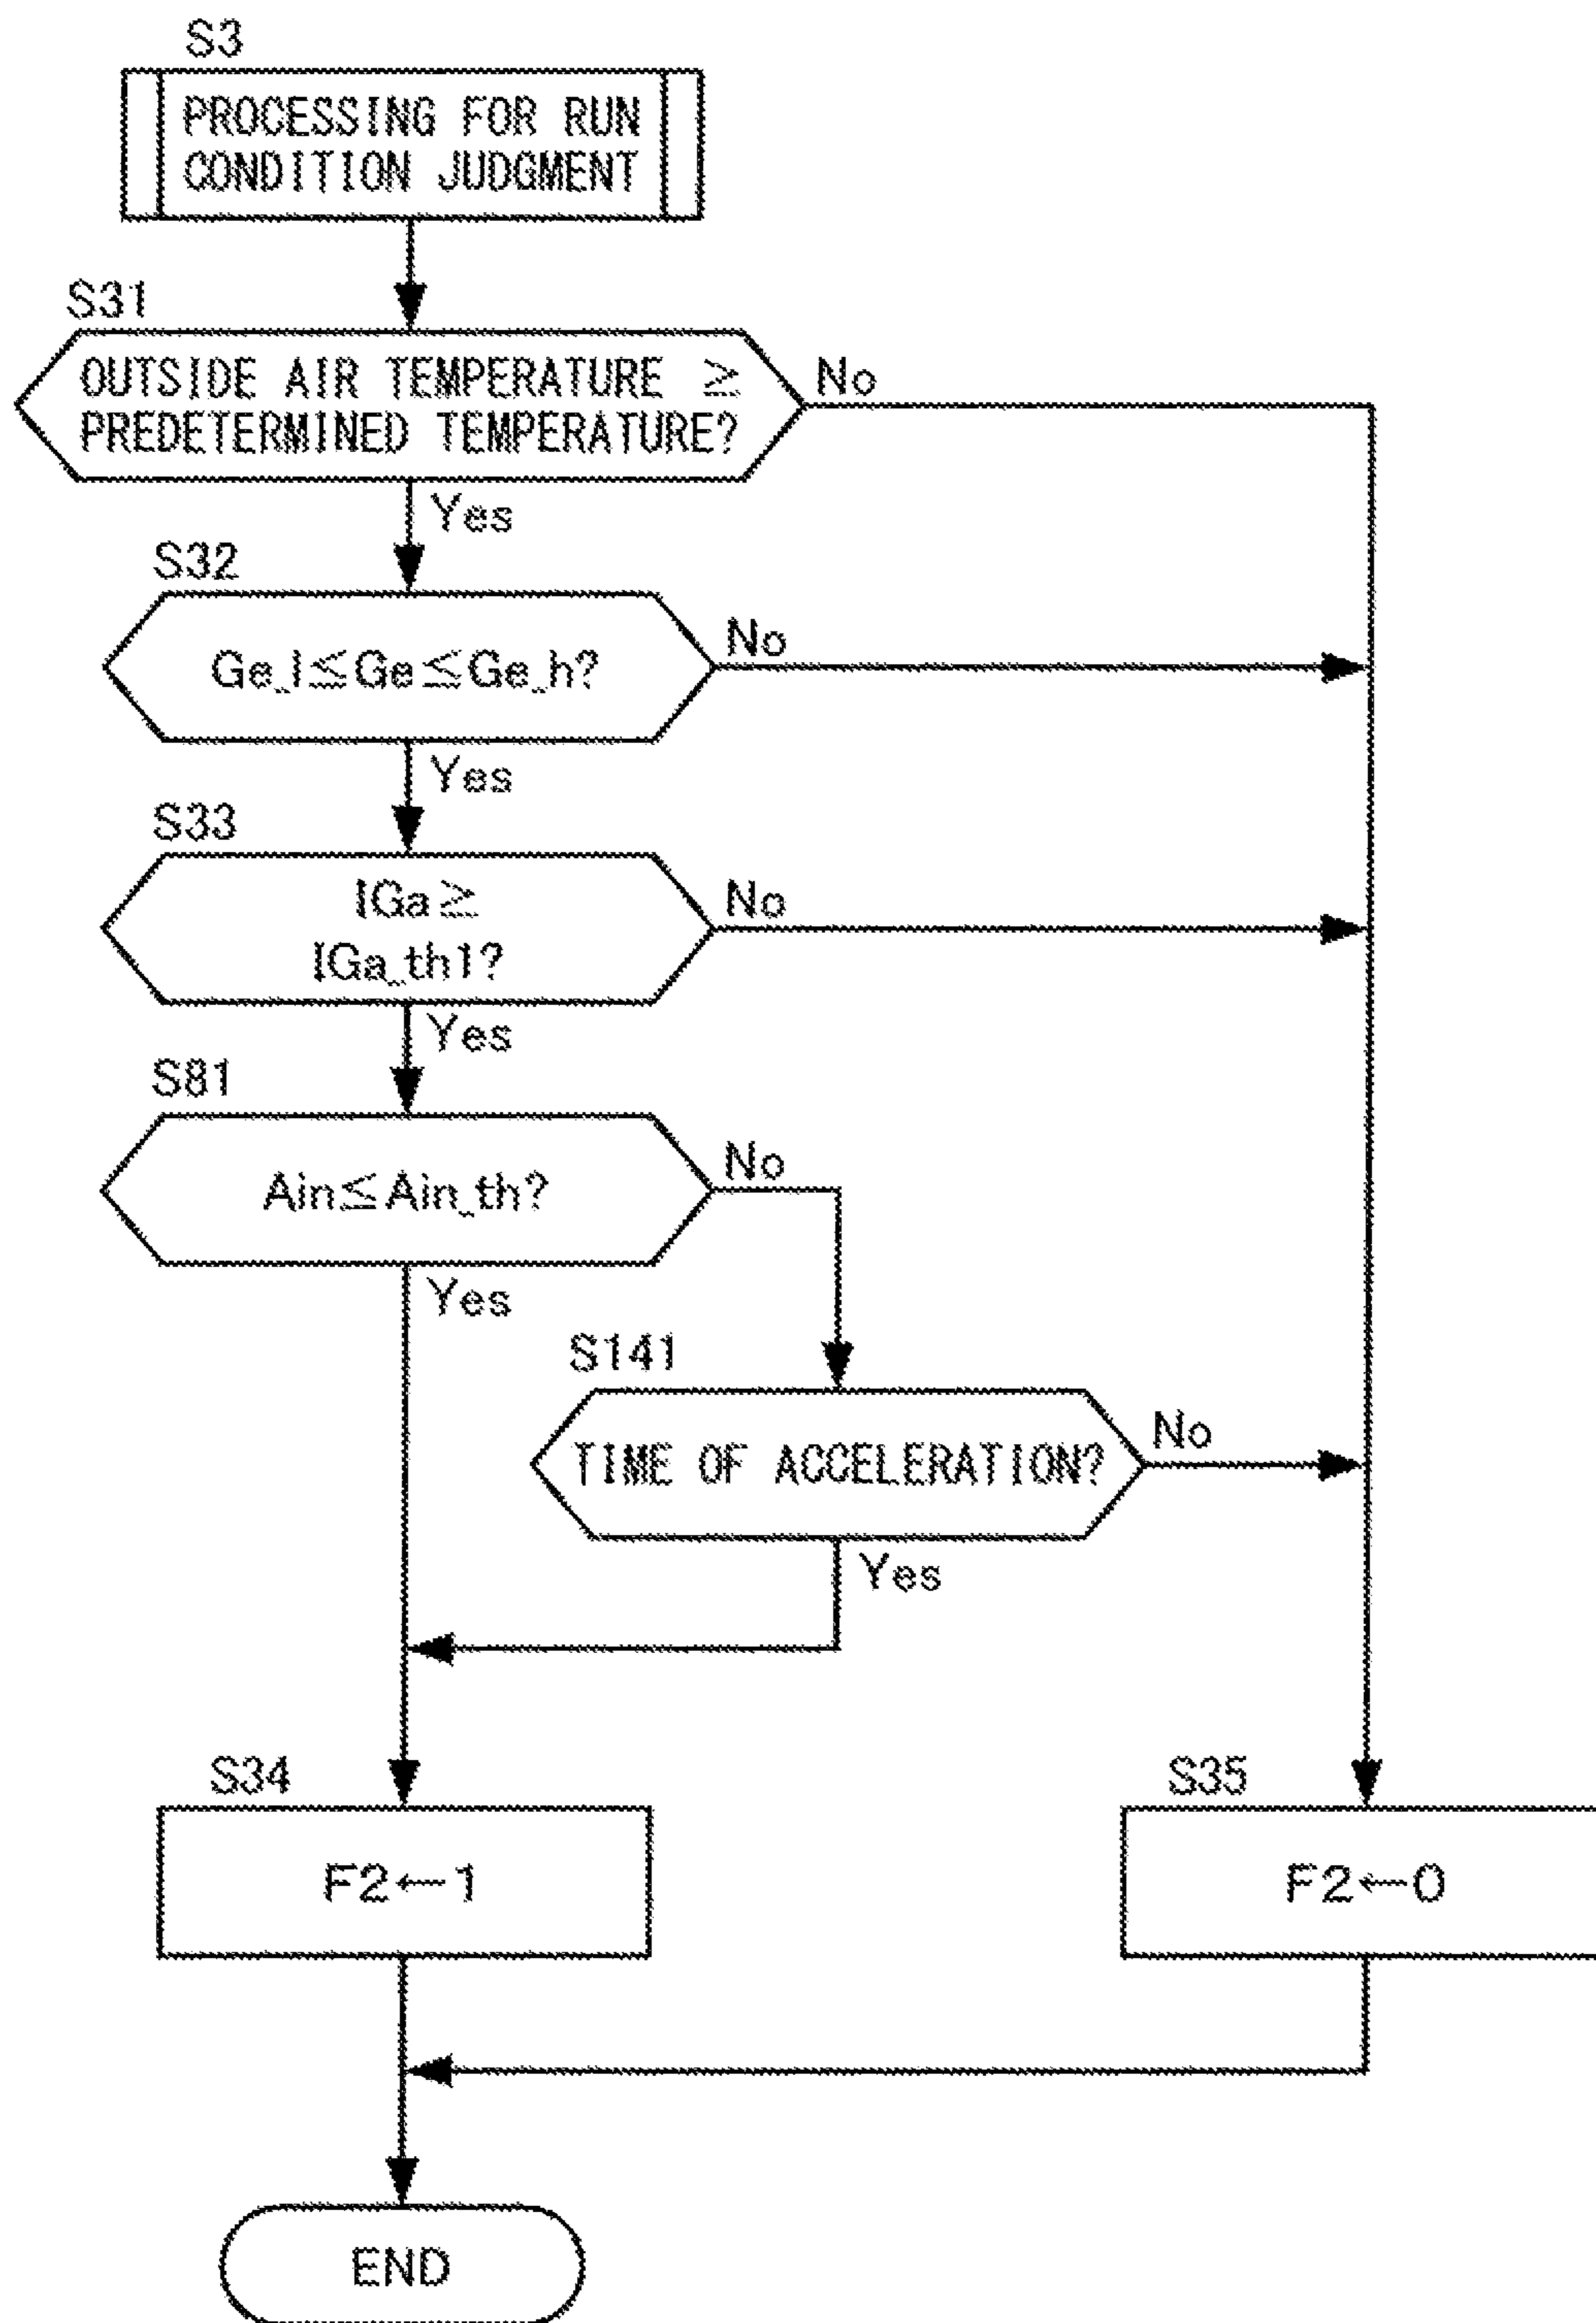 S3
PROCESSING FOR RUN
CONDITION JUDGMENT
S31
OUTSIDE AIR TEMPERATURE ≧
PREDETERMINED TEMPERATURE?
No
Yes
S32
Ge_l≦Ge≦Ge_h?
No
Yes
S33
IGa≧
IGa_th1?
No
Yes
S81
Ain≦Ain_th?
No
Yes
S141
TIME OF ACCELERATION?
No
Yes
S34
F2←1
S35
F2←0
END